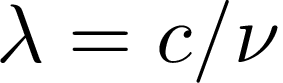 λ = c/ν